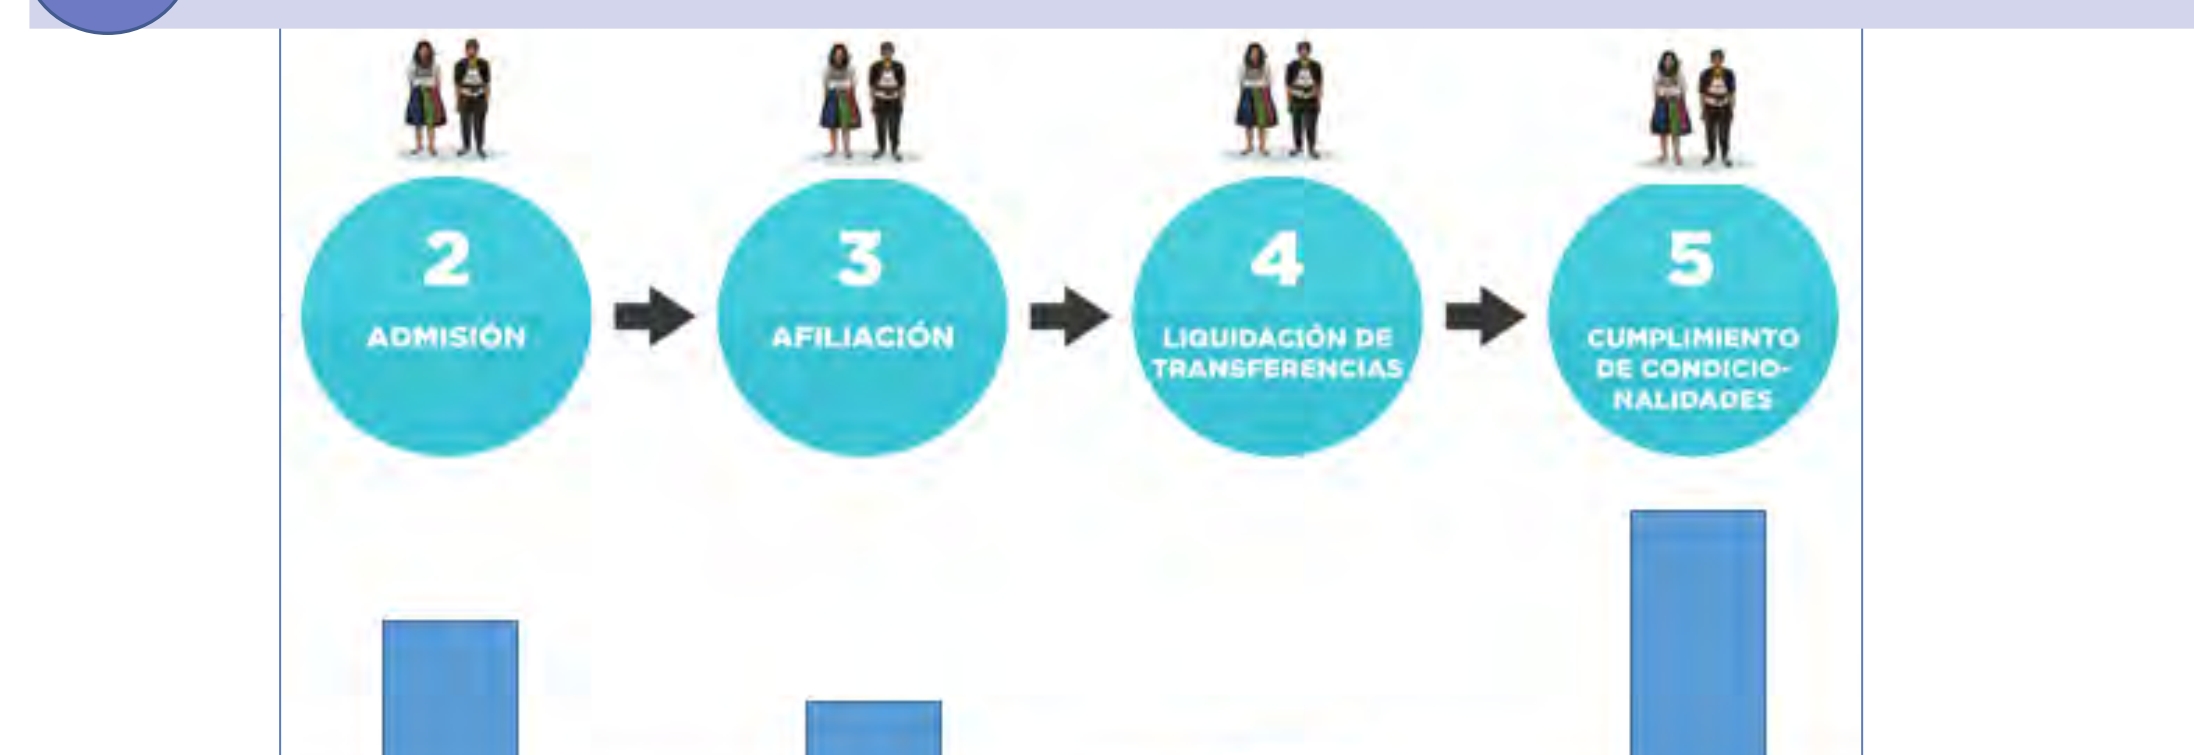 2
ADMISIÓN
3
AFILIACIÓN
4
LIQUIDACIÓN DE
TRANSFERENCIAS
5
CUMPLIMIENTO
DE CONDICIO-
NALIDADES